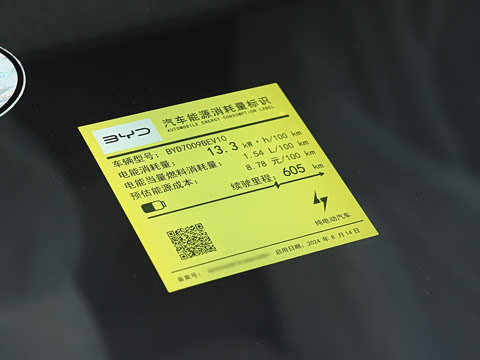 BYD
汽车能源消耗量标识
AUTOMOBILE ENERGY CONSUMPTION LABEL
车辆型号: BYD7009BEV10
电能消耗量: 13.3 kW·h/100 km
电能当量燃料消耗量: 1.54 L/100 km
预估能源成本: 8.78 元/100 km
续驶里程: 605 km
纯电动汽车
备案号:
启用日期: 2024 年 8 月 14 日